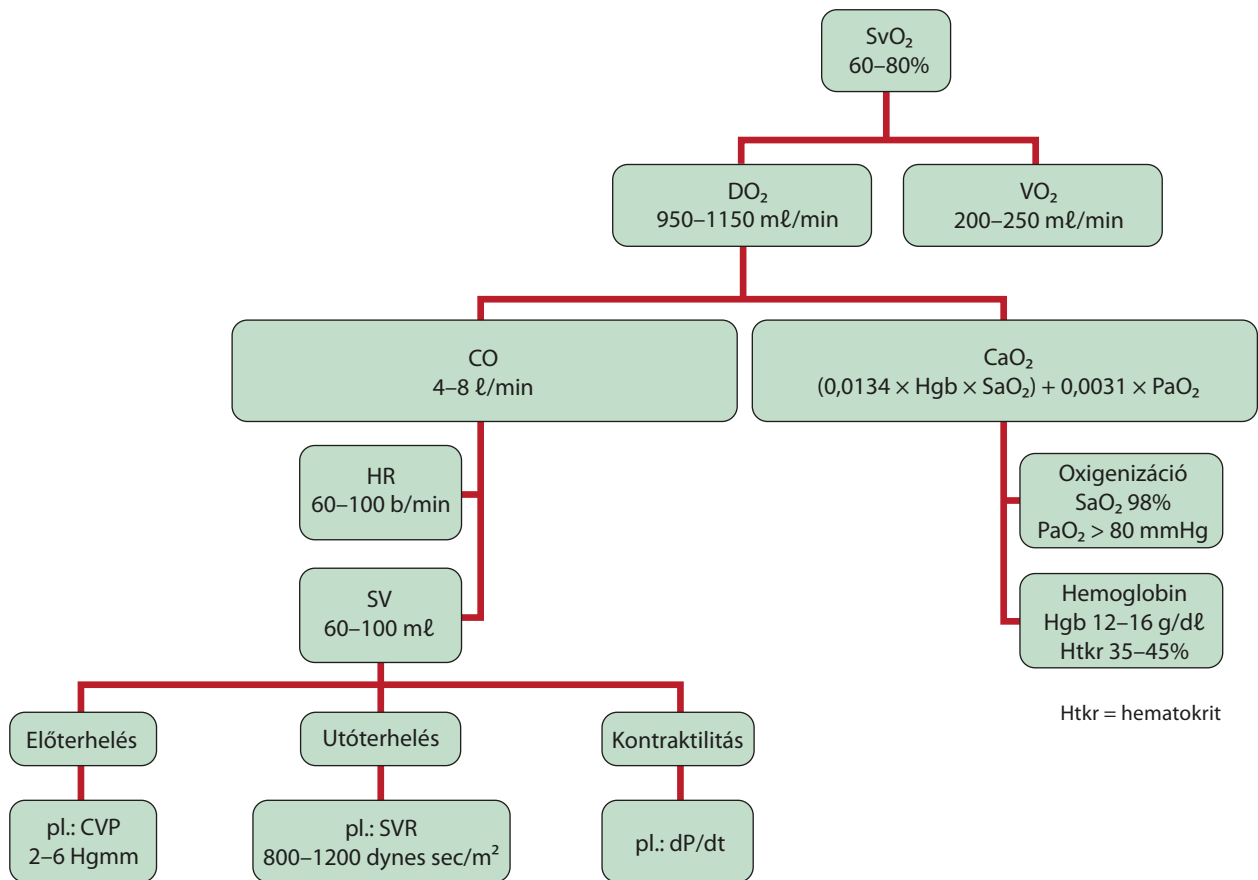 SvO₂
60–80%
DO₂
950–1150 mℓ/min
VO₂
200–250 mℓ/min
CO
4–8 ℓ/min
CaO₂
(0,0134 × Hgb × SaO₂) + 0,0031 × PaO₂
HR
60–100 b/min
Oxigenizáció
SaO₂ 98%
PaO₂ > 80 mmHg
SV
60–100 mℓ
Hemoglobin
Hgb 12–16 g/dℓ
Htkr 35–45%
Htkr = hematokrit
Előterhelés
Utóterhelés
Kontraktilitás
pl.: CVP
2–6 Hgmm
pl.: SVR
800–1200 dynes sec/m²
pl.: dP/dt